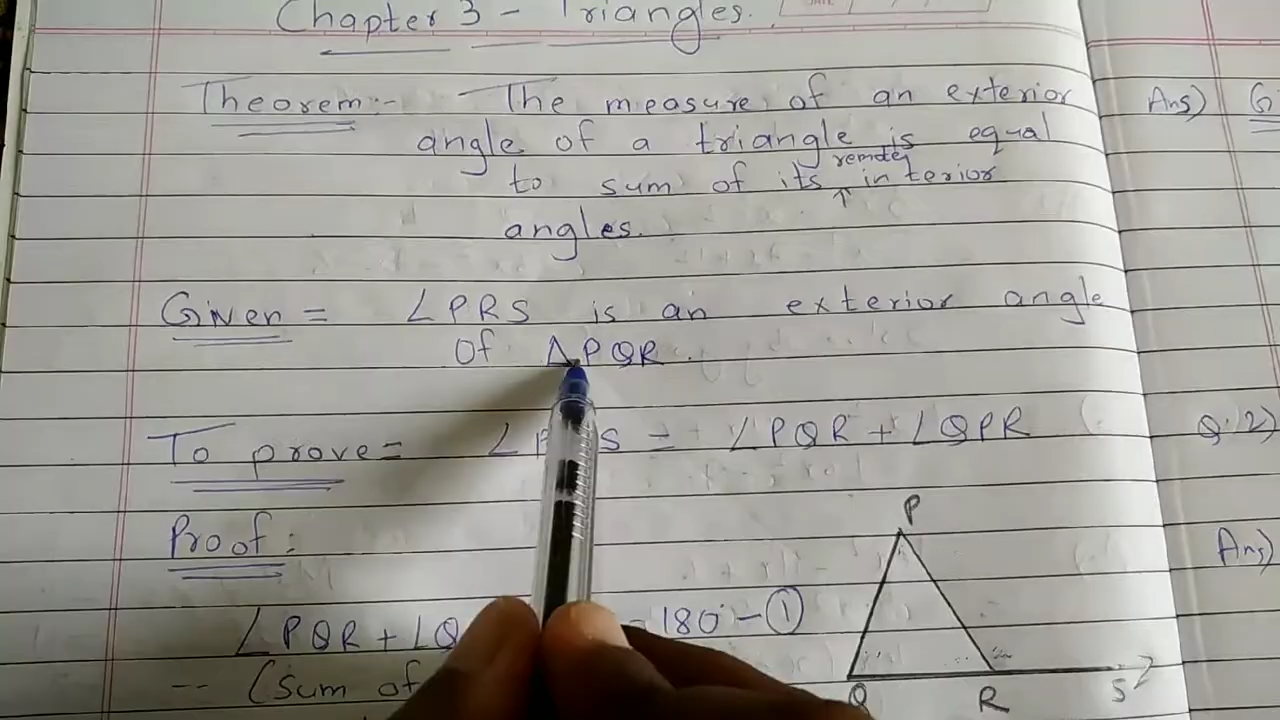 Chapter 3 - Triangles.
Theorem:- The measure of an exterior
angle of a triangle is equal
remote
to sum of its interior
angles.
Given = ∠PRS is an exterior angle
of ΔPQR.
To prove = ∠P S = ∠PQR + ∠QPR
Proof:
∠PQR + ∠Q = 180° - ①
-- (Sum of
P
Q R S
Ans) G
Q.2)
Ans)